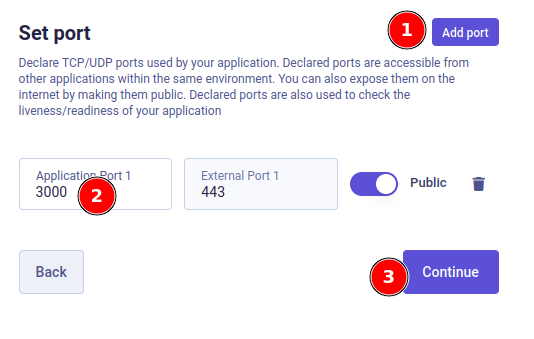 Set port
1
Add port
Declare TCP/UDP ports used by your application. Declared ports are accessible from
other applications within the same environment. You can also expose them on the
internet by making them public. Declared ports are also used to check the
liveness/readiness of your application
Application Port 1
3000
2
External Port 1
443
Public
Back
3
Continue